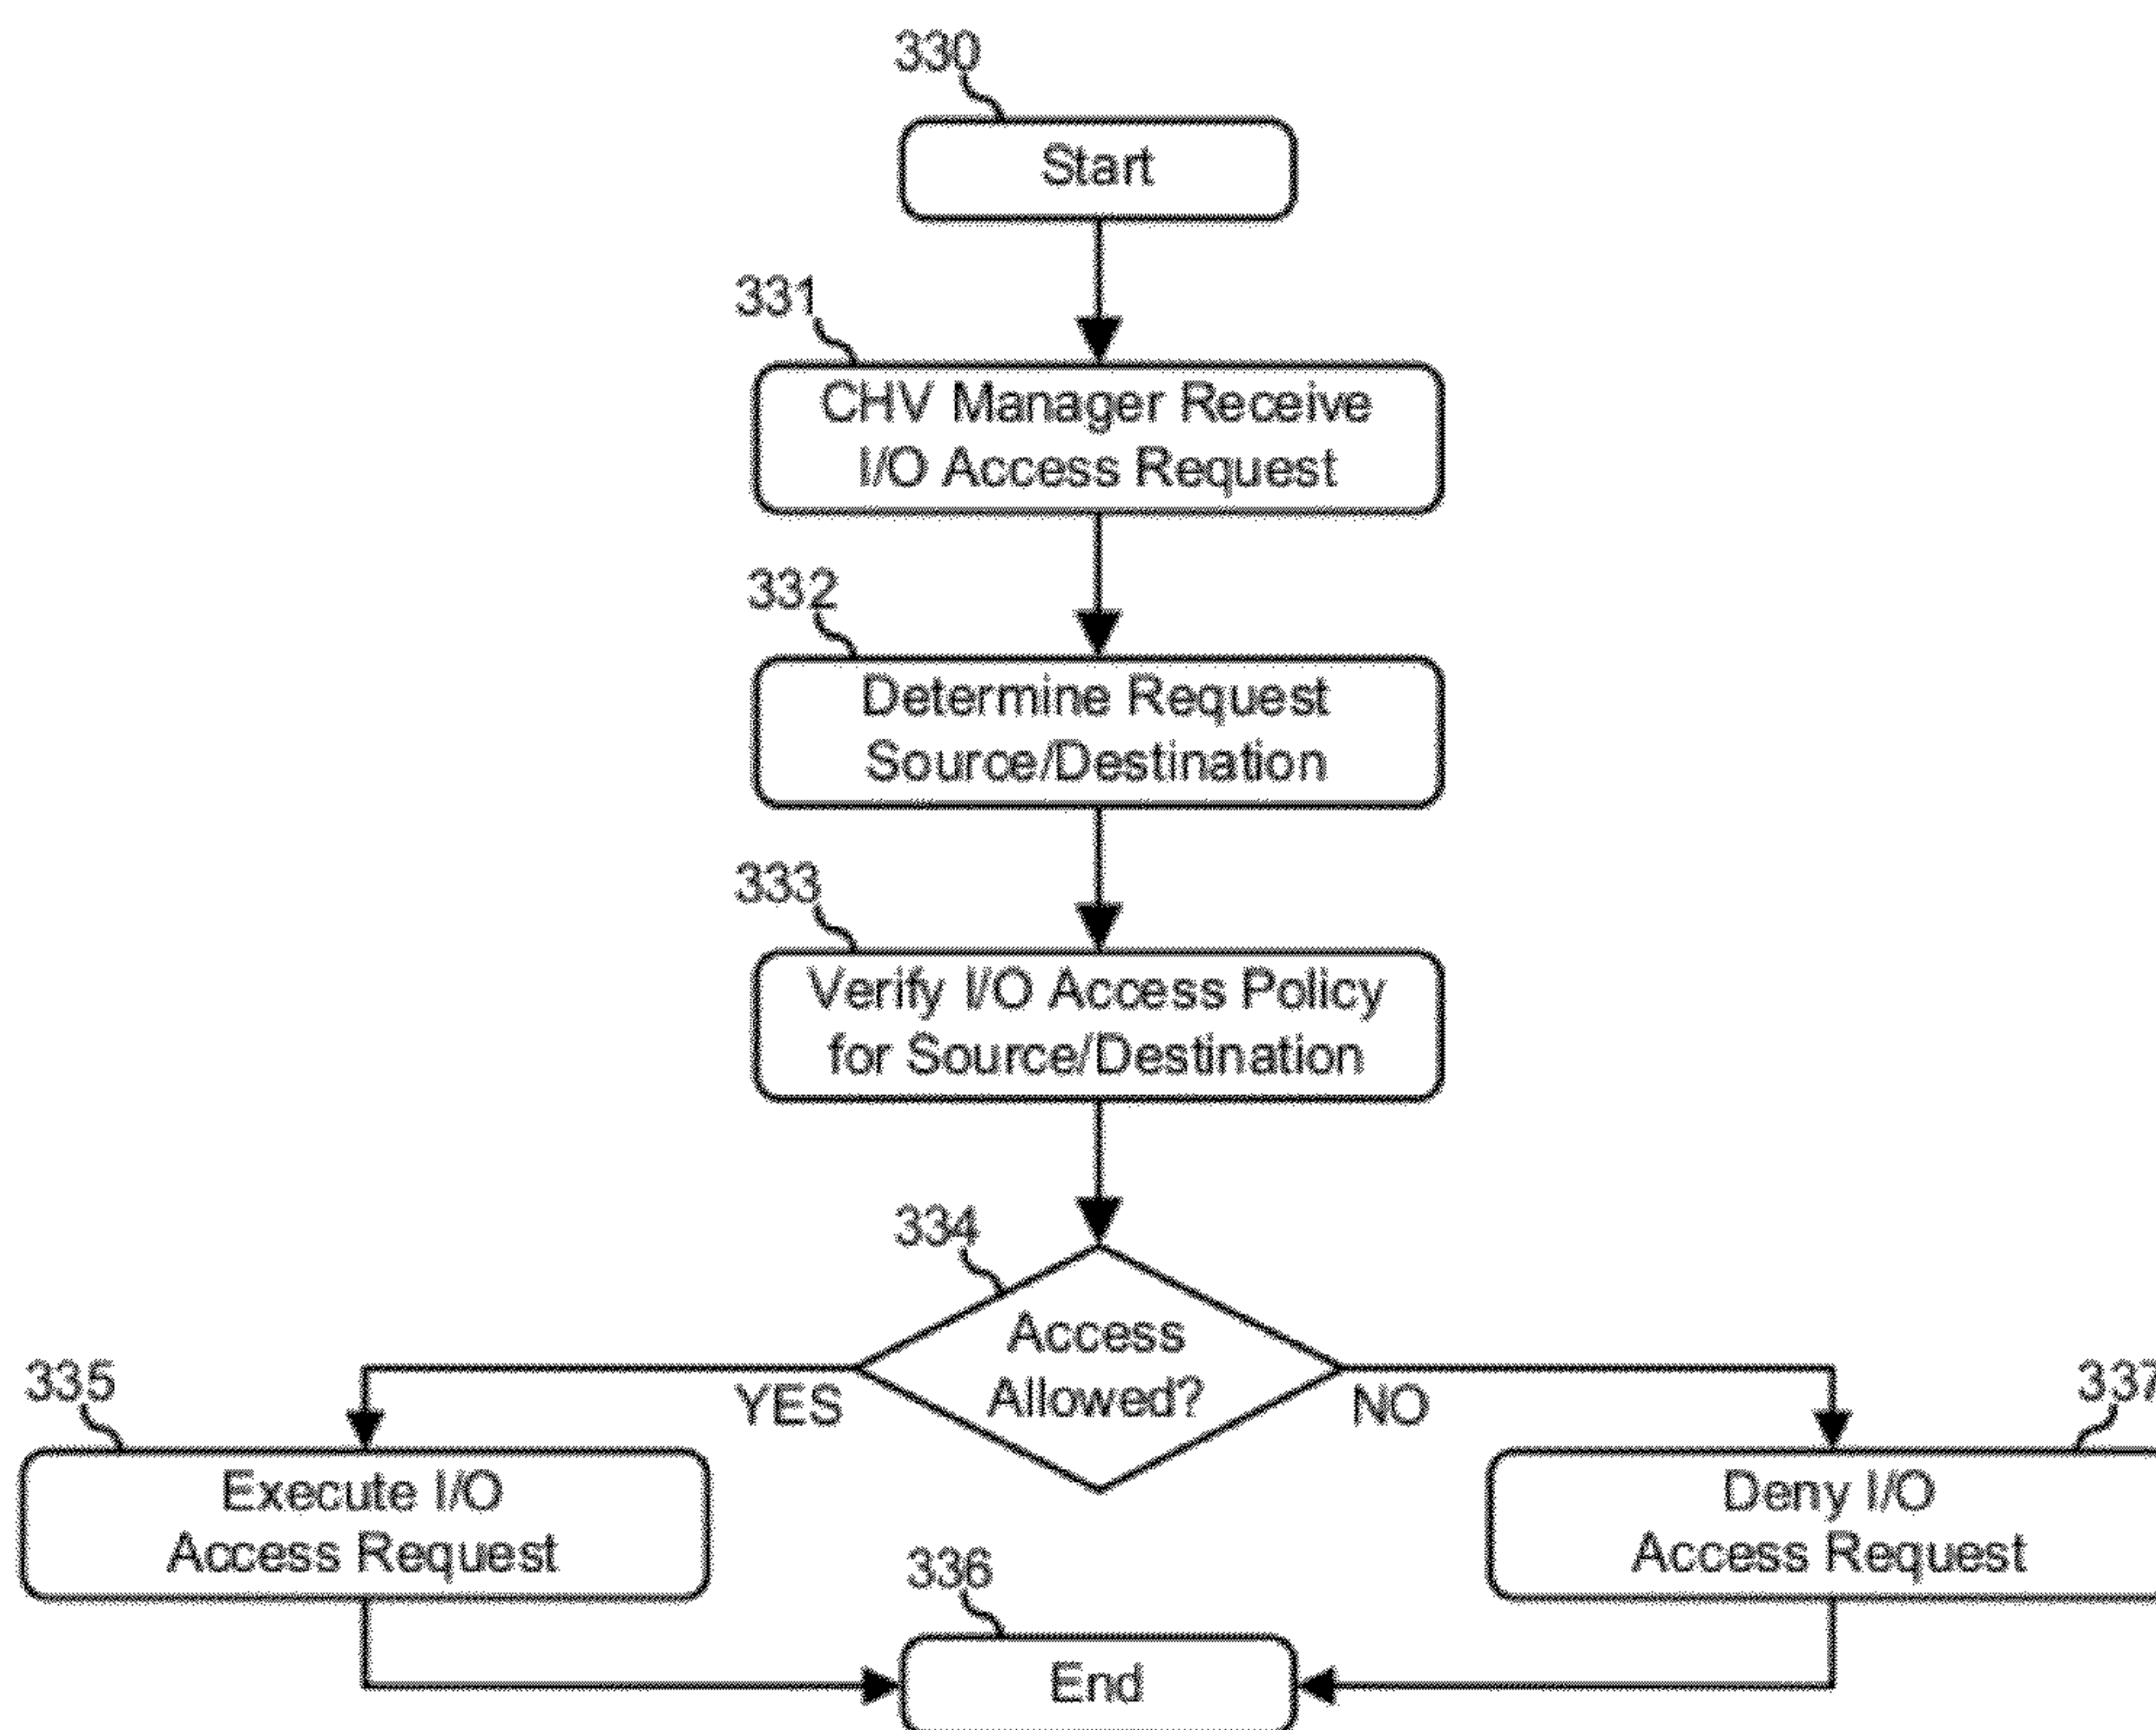 330
Start
331
CHV Manager Receive
I/O Access Request
332
Determine Request
Source/Destination
333
Verify I/O Access Policy
for Source/Destination
334
Access
Allowed?
YES
NO
335
Execute I/O
Access Request
337
Deny I/O
Access Request
336
End